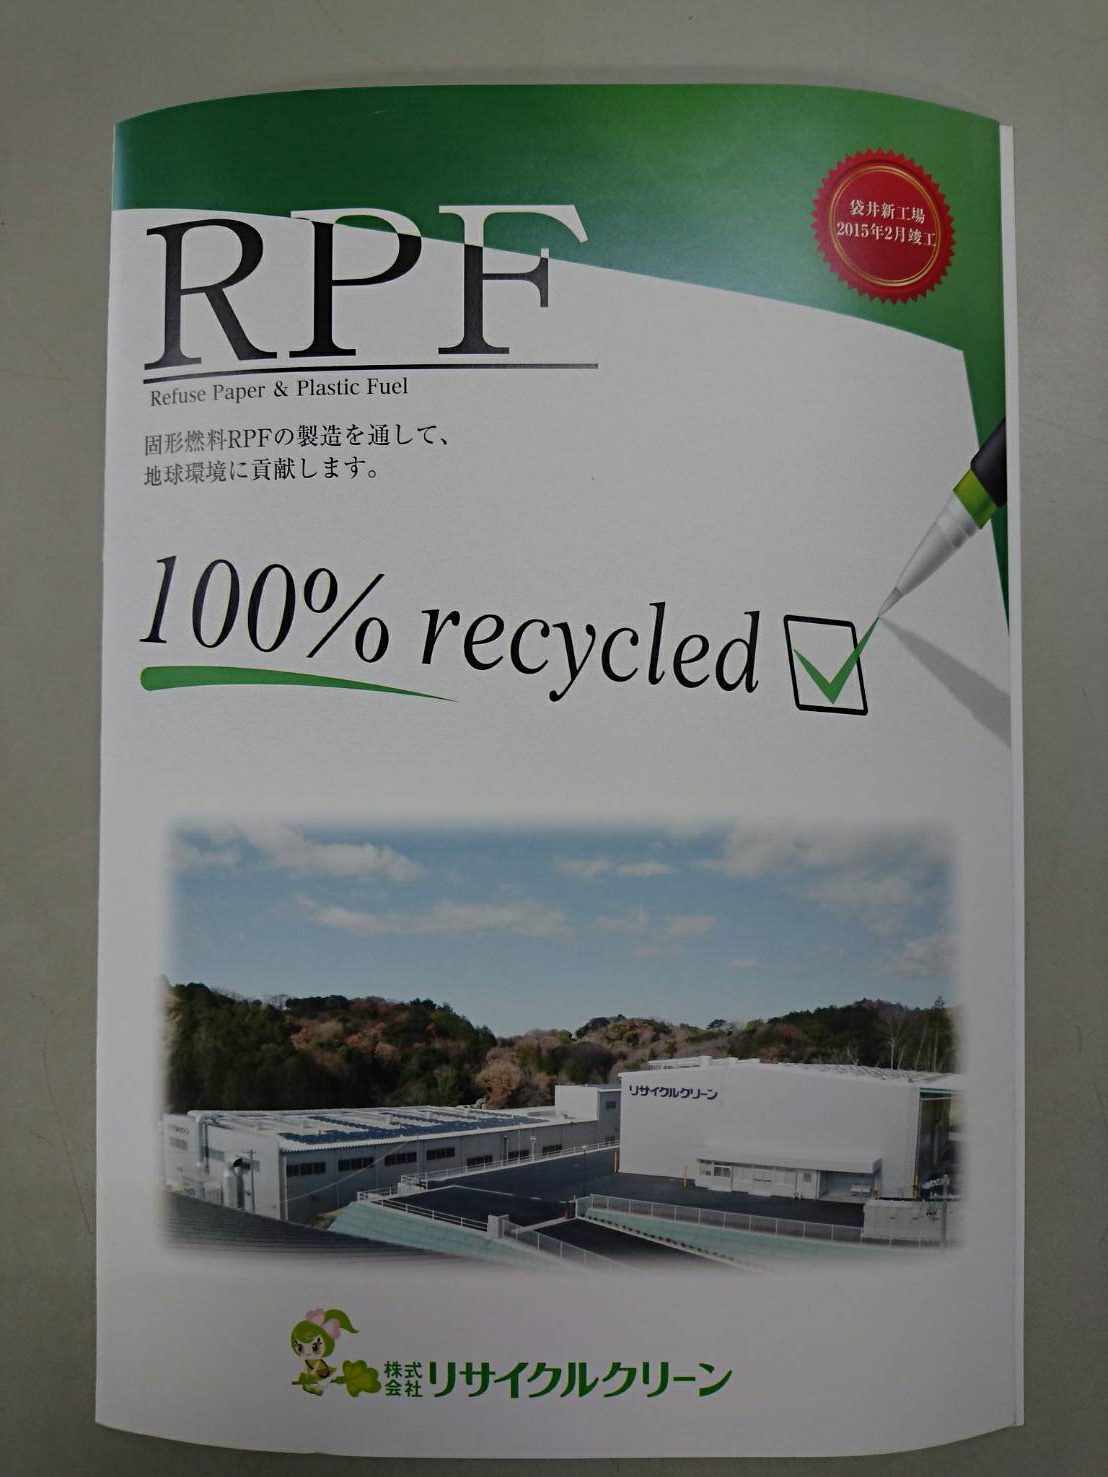 袋井新工場
2015年2月竣工
RPF
Refuse Paper & Plastic Fuel
固形燃料RPFの製造を通して、
地球環境に貢献します。
100% recycled
リサイクルクリーン
株式会社リサイクルクリーン